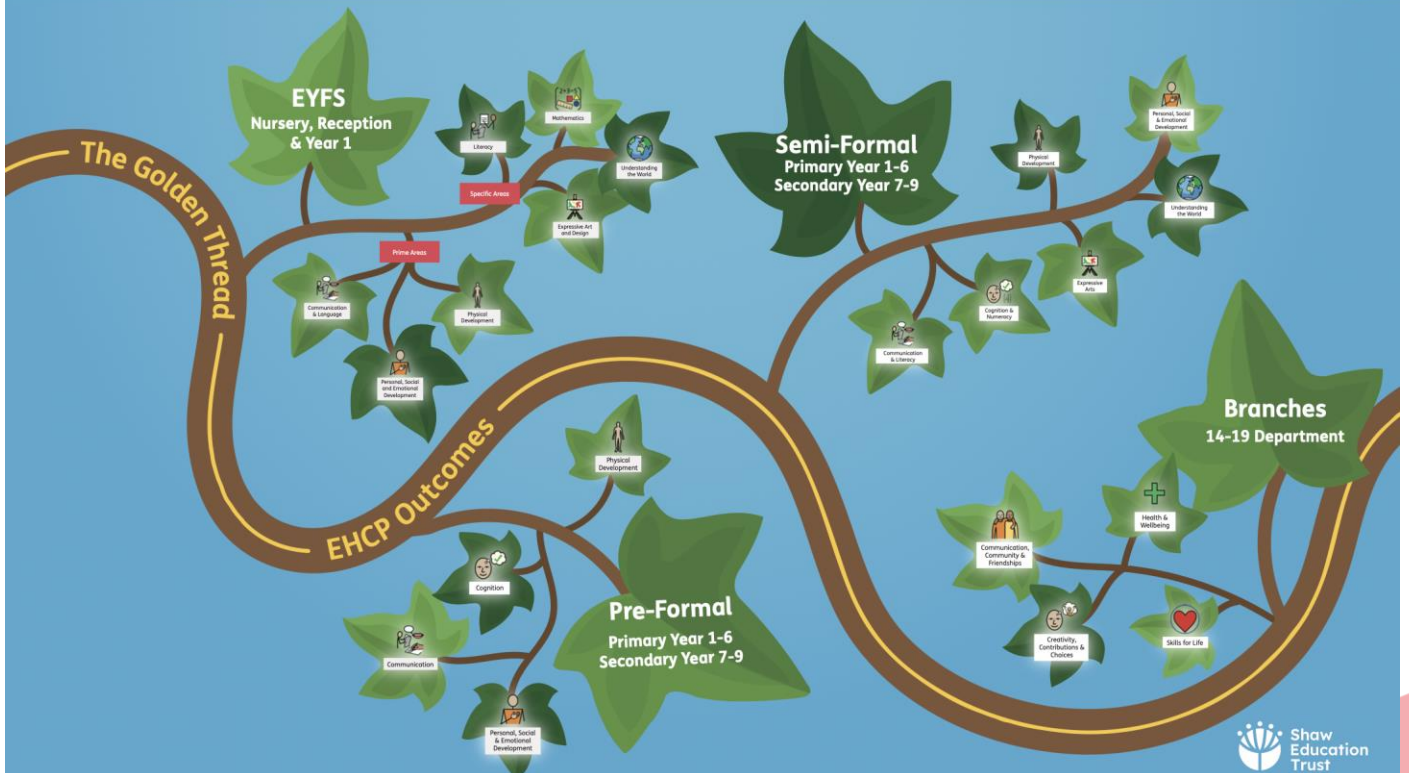 The Golden Thread
EHCP Outcomes
EYFS
Nursery, Reception
& Year 1
Literacy
Mathematics
Understanding
the World
Specific Areas
Expressive Art
and Design
Prime Areas
Communication
& Language
Physical
Development
Personal, Social
and Emotional
Development
Semi-Formal
Primary Year 1-6
Secondary Year 7-9
Physical
Development
Personal, Social
& Emotional
Development
Understanding
the World
Expressive
Arts
Cognition &
Numeracy
Communication
& Literacy
Pre-Formal
Primary Year 1-6
Secondary Year 7-9
Physical
Development
Cognition
Communication
Personal, Social
& Emotional
Development
Branches
14-19 Department
Health &
Wellbeing
Communication,
Community &
Friendships
Creativity,
Contributions &
Choices
Skills for Life
Shaw
Education
Trust